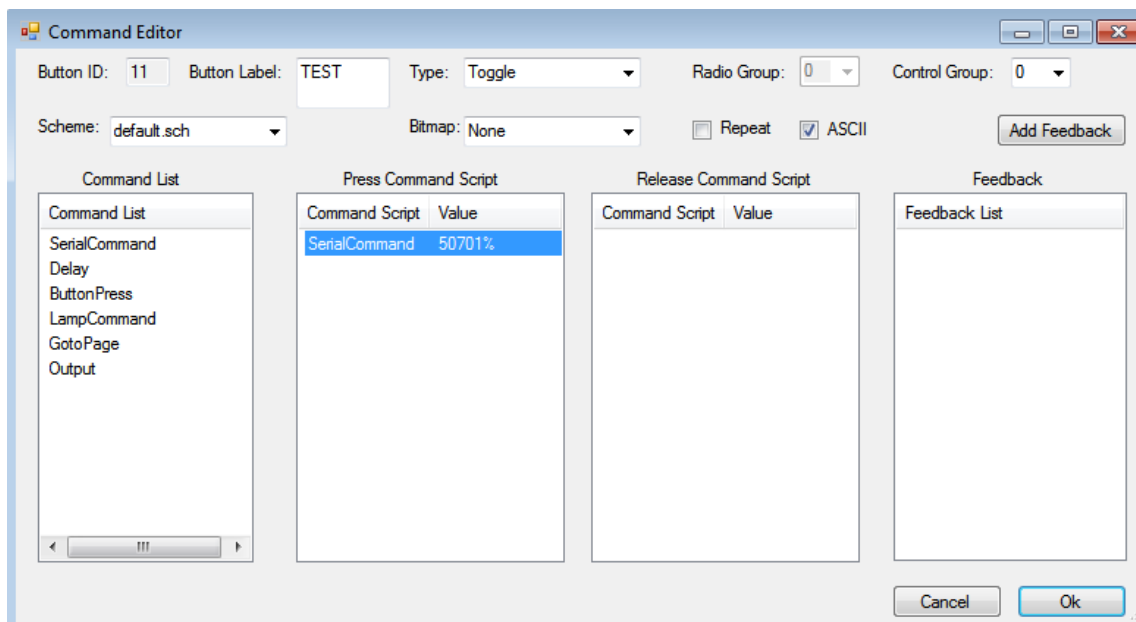 Command Editor
Button ID: 11 Button Label: TEST Type: Toggle Radio Group: 0 Control Group: 0
Scheme: default.sch Bitmap: None Repeat ASCII Add Feedback
Command List Press Command Script Release Command Script Feedback
Command List Command Script Value Command Script Value Feedback List
SerialCommand SerialCommand 50701%
Delay
ButtonPress
LampCommand
GotoPage
Output
Cancel Ok